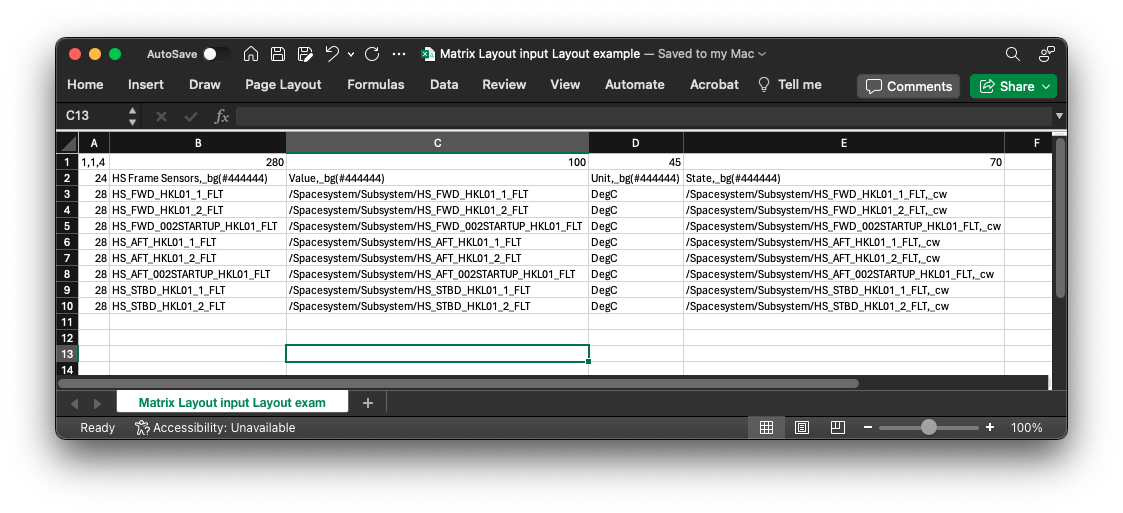 AutoSave Matrix Layout input Layout example — Saved to my Mac
Home Insert Draw Page Layout Formulas Data Review View Automate Acrobat Tell me Comments Share
C13 fx
A B C D E F
1 1,1,4 280 100 45 70
2 24 HS Frame Sensors,_bg(#444444) Value,_bg(#444444) Unit,_bg(#444444) State,_bg(#444444)
3 28 HS_FWD_HKL01_1_FLT /Spacesystem/Subsystem/HS_FWD_HKL01_1_FLT DegC /Spacesystem/Subsystem/HS_FWD_HKL01_1_FLT,_cw
4 28 HS_FWD_HKL01_2_FLT /Spacesystem/Subsystem/HS_FWD_HKL01_2_FLT DegC /Spacesystem/Subsystem/HS_FWD_HKL01_2_FLT,_cw
5 28 HS_FWD_002STARTUP_HKL01_FLT /Spacesystem/Subsystem/HS_FWD_002STARTUP_HKL01_FLT DegC /Spacesystem/Subsystem/HS_FWD_002STARTUP_HKL01_FLT,_cw
6 28 HS_AFT_HKL01_1_FLT /Spacesystem/Subsystem/HS_AFT_HKL01_1_FLT DegC /Spacesystem/Subsystem/HS_AFT_HKL01_1_FLT,_cw
7 28 HS_AFT_HKL01_2_FLT /Spacesystem/Subsystem/HS_AFT_HKL01_2_FLT DegC /Spacesystem/Subsystem/HS_AFT_HKL01_2_FLT,_cw
8 28 HS_AFT_002STARTUP_HKL01_FLT /Spacesystem/Subsystem/HS_AFT_002STARTUP_HKL01_FLT DegC /Spacesystem/Subsystem/HS_AFT_002STARTUP_HKL01_FLT,_cw
9 28 HS_STBD_HKL01_1_FLT /Spacesystem/Subsystem/HS_STBD_HKL01_1_FLT DegC /Spacesystem/Subsystem/HS_STBD_HKL01_1_FLT,_cw
10 28 HS_STBD_HKL01_2_FLT /Spacesystem/Subsystem/HS_STBD_HKL01_2_FLT DegC /Spacesystem/Subsystem/HS_STBD_HKL01_2_FLT,_cw
11
12
13
14
Matrix Layout input Layout exam +
Ready Accessibility: Unavailable − + 100%